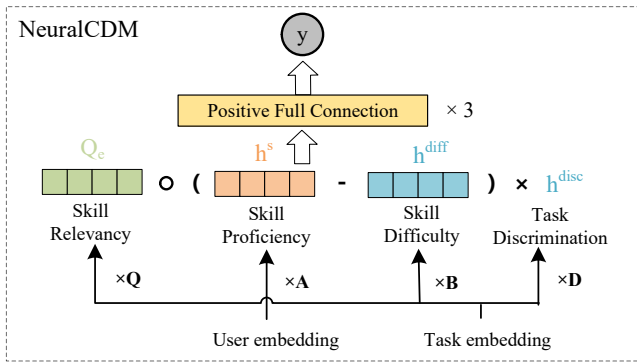 NeuralCDM
y
Positive Full Connection × 3
Q_e h^s h^diff
( - ) × h^disc
Skill Relevancy
Skill Proficiency
Skill Difficulty
Task Discrimination
×Q ×A ×B ×D
User embedding Task embedding